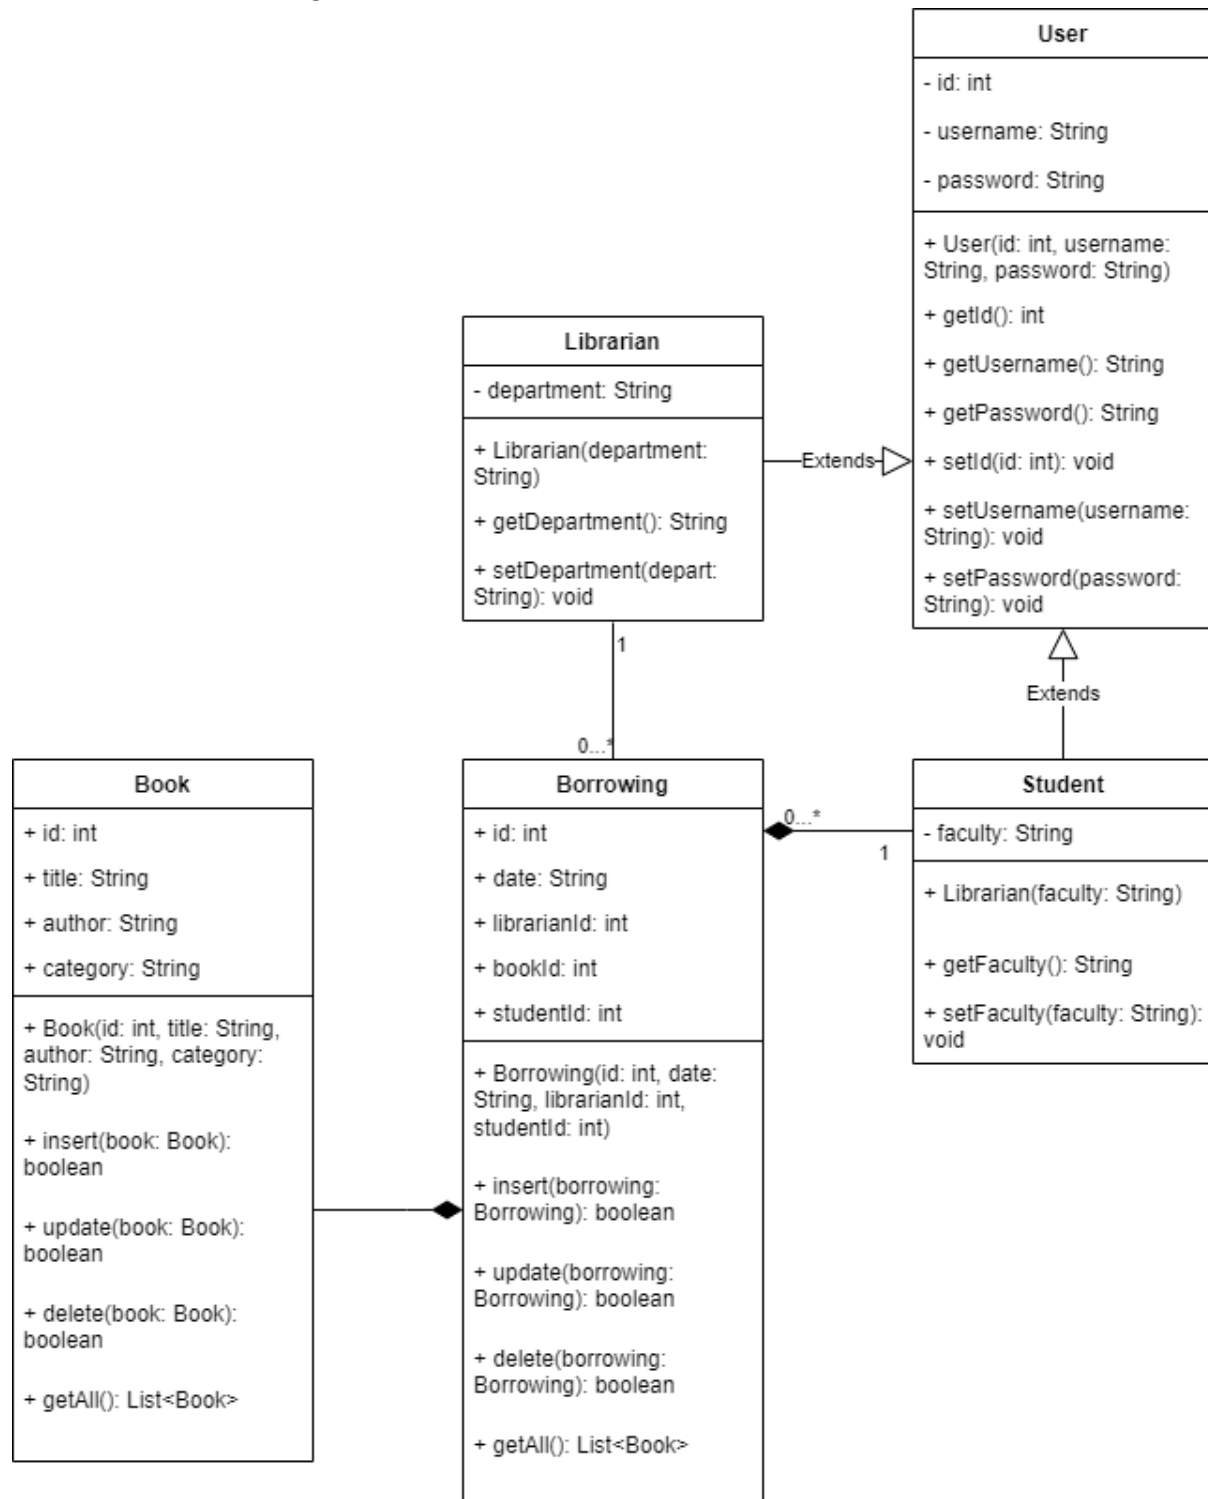 User
- id: int
- username: String
- password: String
+ User(id: int, username:
String, password: String)
+ getId(): int
+ getUsername(): String
+ getPassword(): String
+ setId(id: int): void
+ setUsername(username:
String): void
+ setPassword(password:
String): void
Librarian
- department: String
+ Librarian(department:
String)
+ getDepartment(): String
+ setDepartment(depart:
String): void
Extends
Extends
1
0...*
Book
+ id: int
+ title: String
+ author: String
+ category: String
+ Book(id: int, title: String,
author: String, category:
String)
+ insert(book: Book):
boolean
+ update(book: Book):
boolean
+ delete(book: Book):
boolean
+ getAll(): List<Book>
Borrowing
+ id: int
+ date: String
+ librarianId: int
+ bookId: int
+ studentId: int
+ Borrowing(id: int, date:
String, librarianId: int,
studentId: int)
+ insert(borrowing:
Borrowing): boolean
+ update(borrowing:
Borrowing): boolean
+ delete(borrowing:
Borrowing): boolean
+ getAll(): List<Book>
0...*
1
Student
- faculty: String
+ Librarian(faculty: String)
+ getFaculty(): String
+ setFaculty(faculty: String):
void